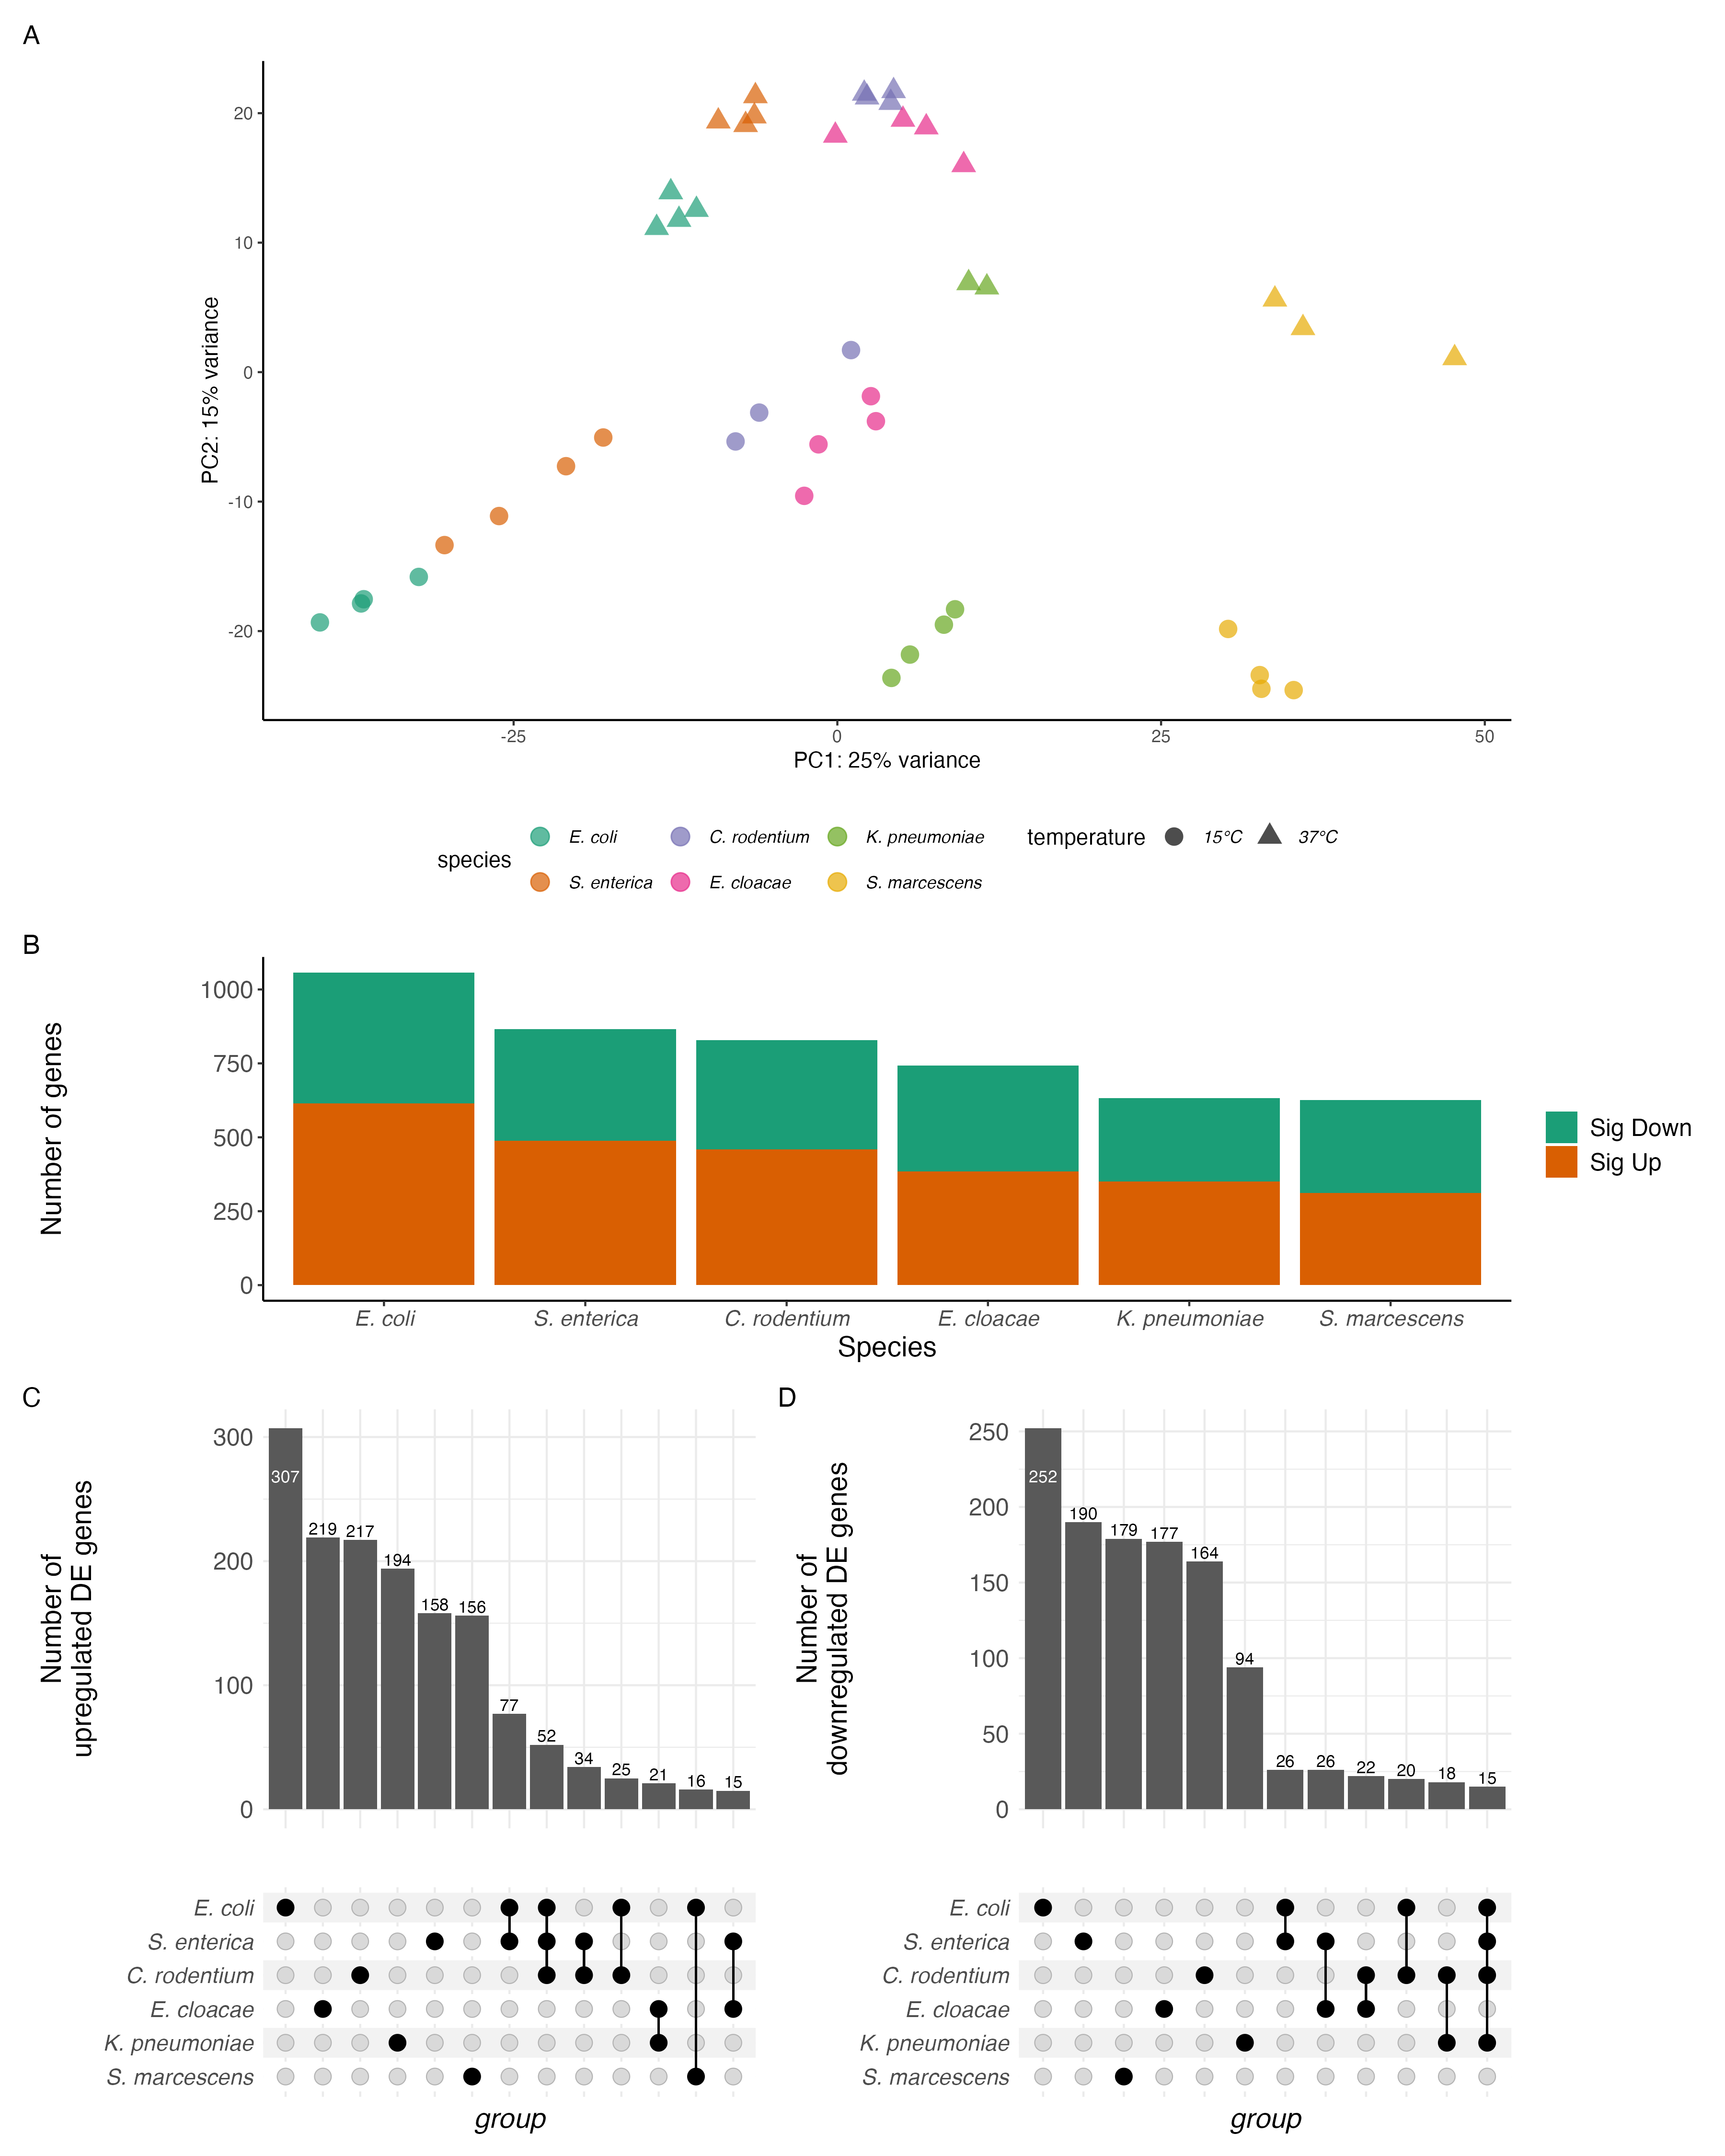 A
20
10
0
-10
-20
PC2: 15% variance
-25
0
25
50
PC1: 25% variance
species
E. coli
C. rodentium
K. pneumoniae
S. enterica
E. cloacae
S. marcescens
temperature
15°C
37°C
B
1000
750
500
250
0
Number of genes
E. coli
S. enterica
C. rodentium
E. cloacae
K. pneumoniae
S. marcescens
Species
Sig Down
Sig Up
C
300
200
100
0
Number of
upregulated DE genes
307
219
217
194
158
156
77
52
34
25
21
16
15
E. coli
S. enterica
C. rodentium
E. cloacae
K. pneumoniae
S. marcescens
group
D
250
200
150
100
50
0
Number of
downregulated DE genes
252
190
179
177
164
94
26
26
22
20
18
15
E. coli
S. enterica
C. rodentium
E. cloacae
K. pneumoniae
S. marcescens
group